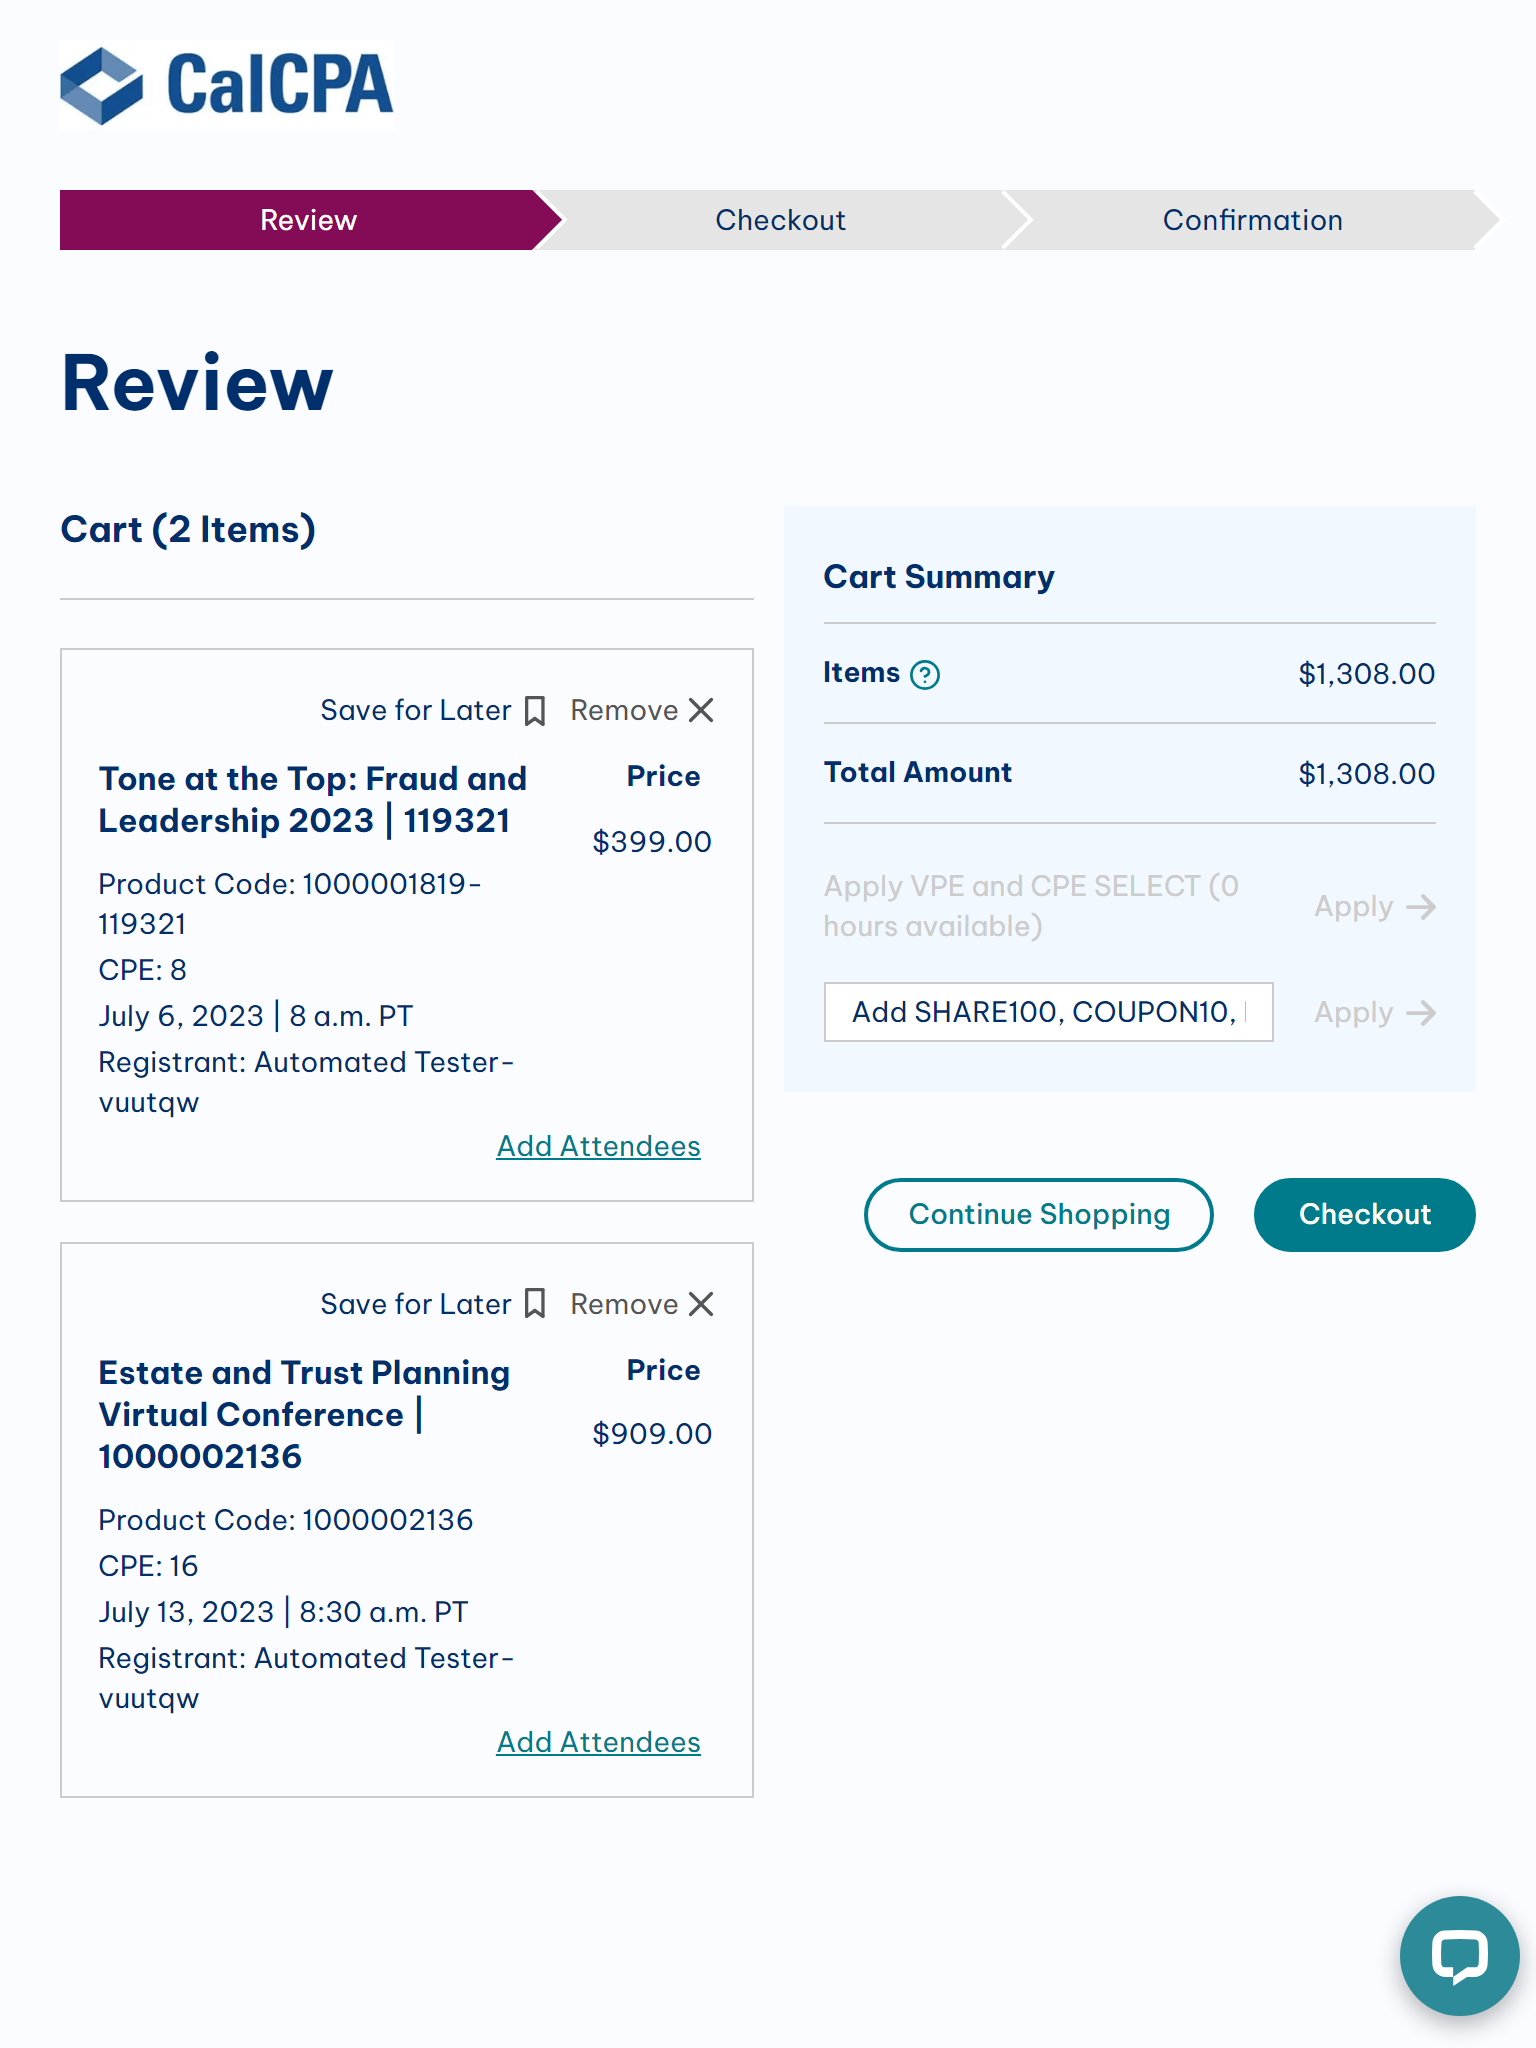 CalCPA
Review
Checkout
Confirmation
Review
Cart (2 Items)
Save for Later
Remove
Tone at the Top: Fraud and
Leadership 2023 | 119321
Price
$399.00
Product Code: 1000001819-
119321
CPE: 8
July 6, 2023 | 8 a.m. PT
Registrant: Automated Tester-
vuutqw
Add Attendees
Save for Later
Remove
Estate and Trust Planning
Virtual Conference |
1000002136
Price
$909.00
Product Code: 1000002136
CPE: 16
July 13, 2023 | 8:30 a.m. PT
Registrant: Automated Tester-
vuutqw
Add Attendees
Cart Summary
Items
$1,308.00
Total Amount
$1,308.00
Apply VPE and CPE SELECT (0
hours available)
Apply
Add SHARE100, COUPON10,
Apply
Continue Shopping
Checkout